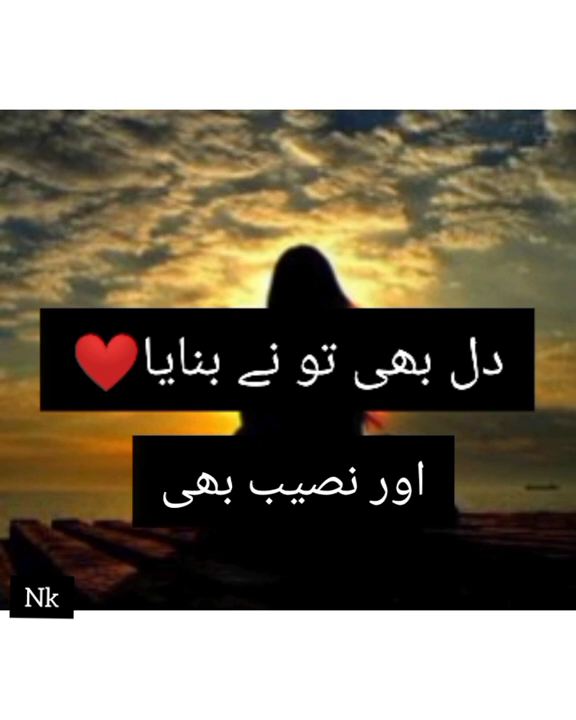 دل بھی تو نے بنایا❤️
اور نصیب بھی
Nk